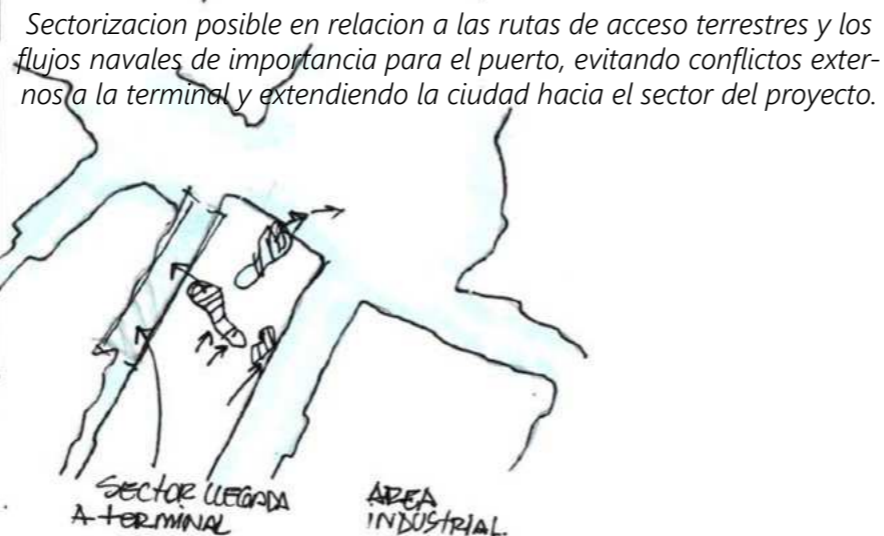 Sectorizacion posible en relacion a las rutas de acceso terrestres y los
flujos navales de importancia para el puerto, evitando conflictos exter-
nos a la terminal y extendiendo la ciudad hacia el sector del proyecto.
SECTOR LLEGADA
A TERMINAL
AREA
INDUSTRIAL.